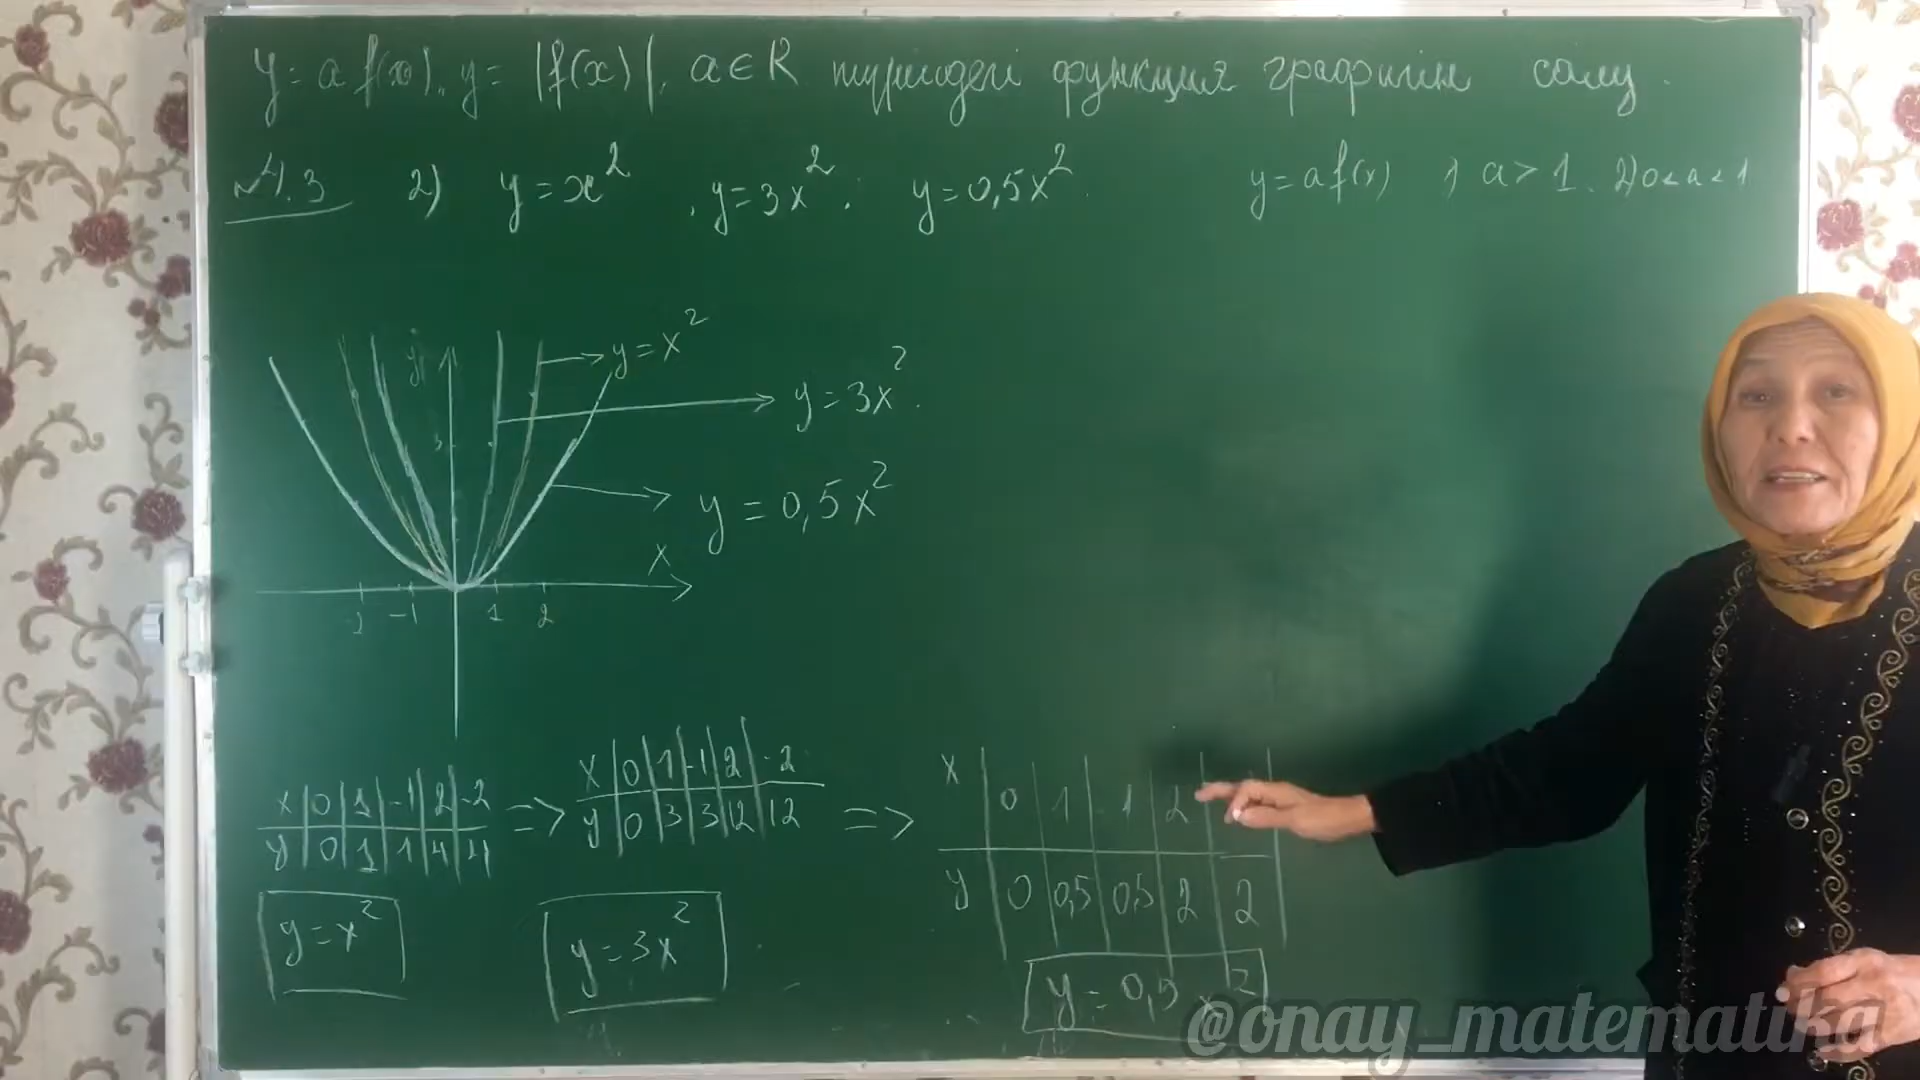 y = a f(x), y = |f(x)|, a ∈ R түріндегі функция графигін салу.
№4.3 2) y = x² , y = 3x² ; y = 0,5x² .
y = a f(x) 1) a > 1. 2) 0 < a < 1
y
y = x²
y = 3x² .
y = 0,5x²
x
-2 -1 1 2
x | 0 | 1 | -1 | 2 | -2
y | 0 | 1 | 1 | 4 | 4
y = x²
=>
x | 0 | 1 | -1 | 2 | -2
y | 0 | 3 | 3 | 12 | 12
y = 3x²
=>
x | 0 | 1 | -1 | 2 |
y | 0 | 0,5 | 0,5 | 2 | 2
y = 0,5x²
@onay_matematika